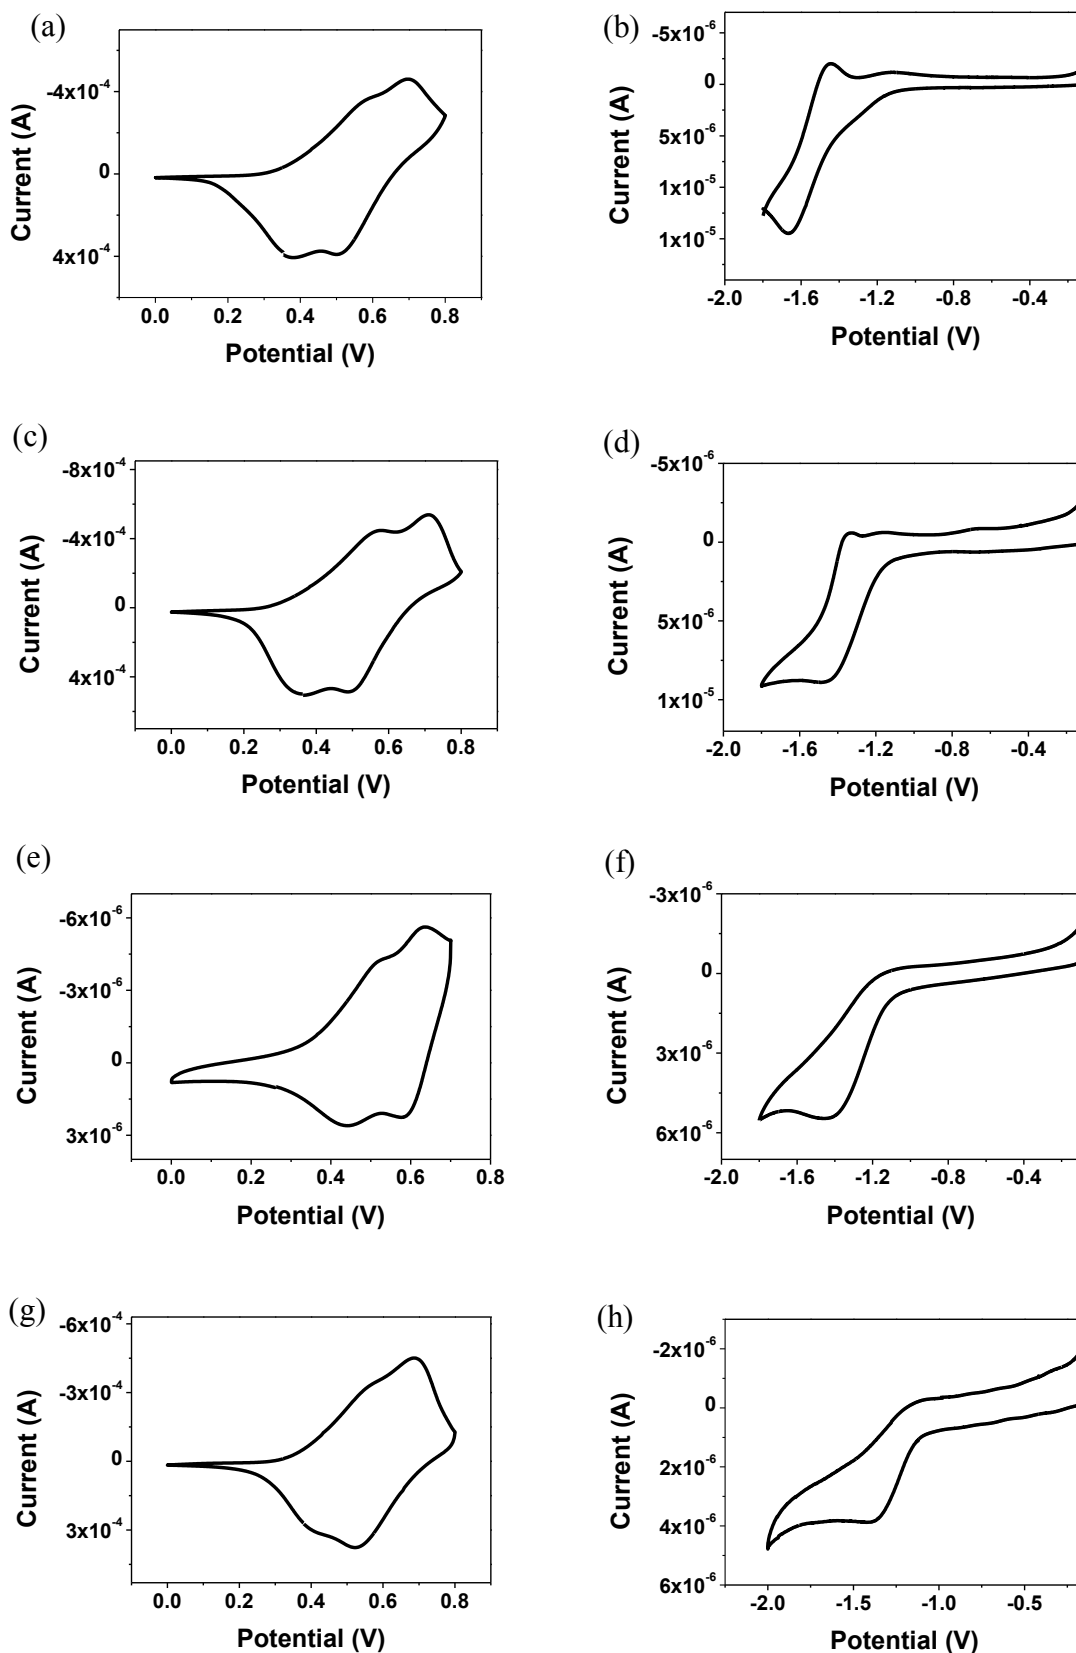 (a)
-4x10⁻⁴
0
4x10⁻⁴
Current (A)
0.0 0.2 0.4 0.6 0.8
Potential (V)
(b)
-5x10⁻⁶
0
5x10⁻⁶
1x10⁻⁵
1x10⁻⁵
Current (A)
-2.0 -1.6 -1.2 -0.8 -0.4
Potential (V)
(c)
-8x10⁻⁴
-4x10⁻⁴
0
4x10⁻⁴
Current (A)
0.0 0.2 0.4 0.6 0.8
Potential (V)
(d)
-5x10⁻⁶
0
5x10⁻⁶
1x10⁻⁵
Current (A)
-2.0 -1.6 -1.2 -0.8 -0.4
Potential (V)
(e)
-6x10⁻⁶
-3x10⁻⁶
0
3x10⁻⁶
Current (A)
0.0 0.2 0.4 0.6 0.8
Potential (V)
(f)
-3x10⁻⁶
0
3x10⁻⁶
6x10⁻⁶
Current (A)
-2.0 -1.6 -1.2 -0.8 -0.4
Potential (V)
(g)
-6x10⁻⁴
-3x10⁻⁴
0
3x10⁻⁴
Current (A)
0.0 0.2 0.4 0.6 0.8
Potential (V)
(h)
-2x10⁻⁶
0
2x10⁻⁶
4x10⁻⁶
6x10⁻⁶
Current (A)
-2.0 -1.5 -1.0 -0.5
Potential (V)